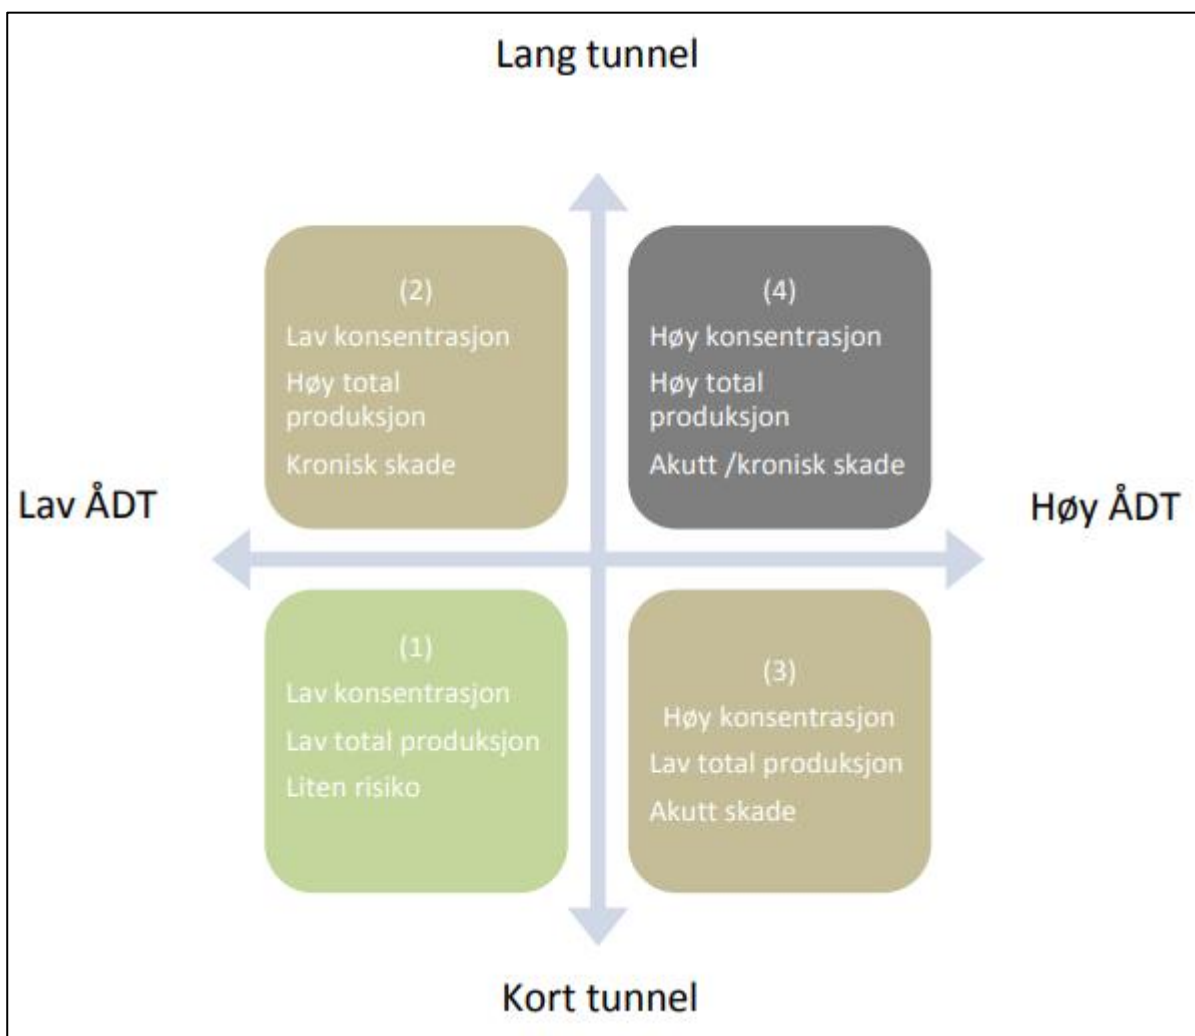 Lang tunnel
(2)
Lav konsentrasjon
Høy total
produksjon
Kronisk skade
(4)
Høy konsentrasjon
Høy total
produksjon
Akutt /kronisk skade
Lav ÅDT
Høy ÅDT
(1)
Lav konsentrasjon
Lav total produksjon
Liten risiko
(3)
Høy konsentrasjon
Lav total produksjon
Akutt skade
Kort tunnel